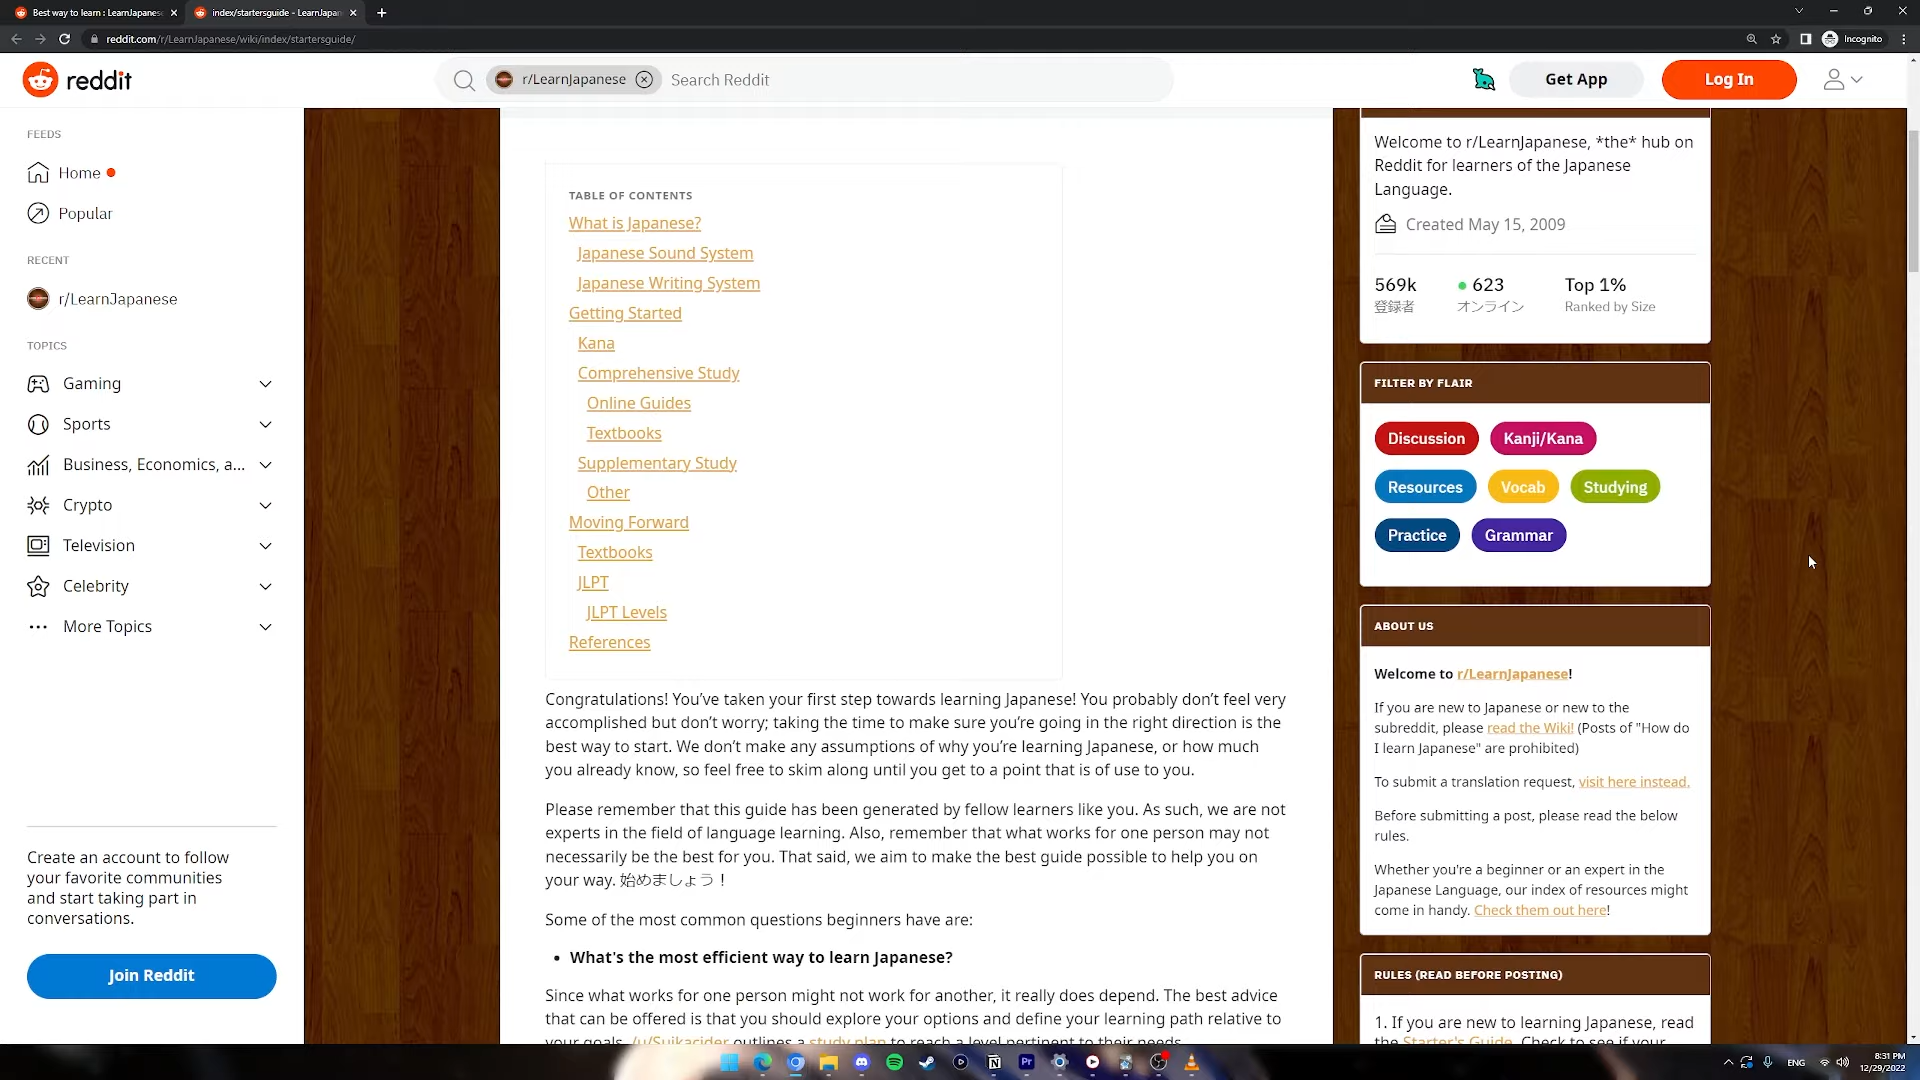 Best way to learn : LearnJapanese
index/startersguide - LearnJapan
reddit.com/r/LearnJapanese/wiki/index/startersguide/
Incognito
reddit
r/LearnJapanese
Search Reddit
Get App
Log In
FEEDS
Home
Popular
RECENT
r/LearnJapanese
TOPICS
Gaming
Sports
Business, Economics, a...
Crypto
Television
Celebrity
More Topics
Create an account to follow
your favorite communities
and start taking part in
conversations.
Join Reddit
TABLE OF CONTENTS
What is Japanese?
Japanese Sound System
Japanese Writing System
Getting Started
Kana
Comprehensive Study
Online Guides
Textbooks
Supplementary Study
Other
Moving Forward
Textbooks
JLPT
JLPT Levels
References
Congratulations! You've taken your first step towards learning Japanese! You probably don't feel very
accomplished but don't worry; taking the time to make sure you're going in the right direction is the
best way to start. We don't make any assumptions of why you're learning Japanese, or how much
you already know, so feel free to skim along until you get to a point that is of use to you.
Please remember that this guide has been generated by fellow learners like you. As such, we are not
experts in the field of language learning. Also, remember that what works for one person may not
necessarily be the best for you. That said, we aim to make the best guide possible to help you on
your way. 始めましょう！
Some of the most common questions beginners have are:
• What's the most efficient way to learn Japanese?
Since what works for one person might not work for another, it really does depend. The best advice
that can be offered is that you should explore your options and define your learning path relative to
your goals. /u/Suikacider outlines a study plan to reach a level pertinent to their needs.
Welcome to r/LearnJapanese, *the* hub on
Reddit for learners of the Japanese
Language.
Created May 15, 2009
569k 623 Top 1%
登録者 オンライン Ranked by Size
FILTER BY FLAIR
Discussion Kanji/Kana
Resources Vocab Studying
Practice Grammar
ABOUT US
Welcome to r/LearnJapanese!
If you are new to Japanese or new to the
subreddit, please read the Wiki! (Posts of "How do
I learn Japanese" are prohibited)
To submit a translation request, visit here instead.
Before submitting a post, please read the below
rules.
Whether you're a beginner or an expert in the
Japanese Language, our index of resources might
come in handy. Check them out here!
RULES (READ BEFORE POSTING)
1. If you are new to learning Japanese, read
the Starter's Guide. Check to see if your
ENG
8:31 PM
12/29/2022